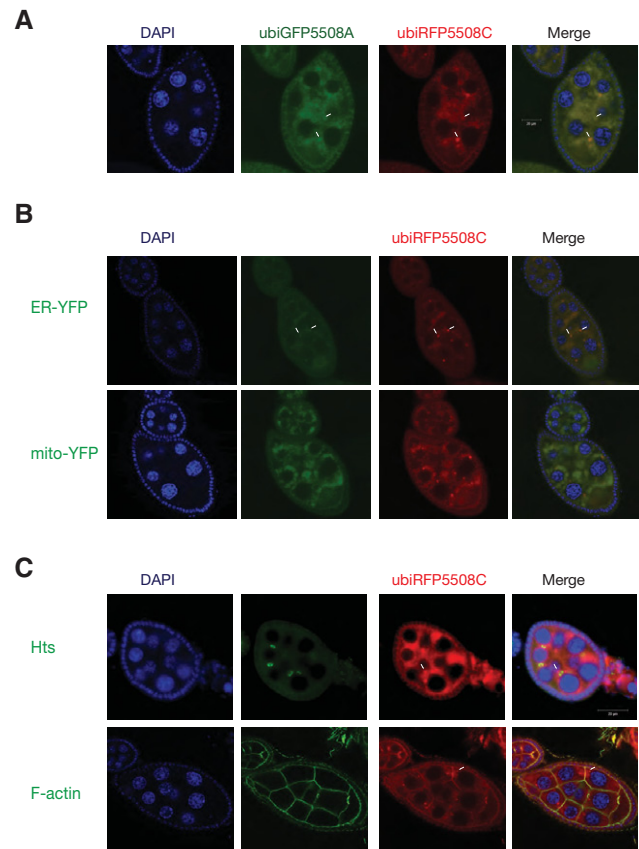 A
DAPI ubiGFP5508A ubiRFP5508C Merge
B
DAPI ubiRFP5508C Merge
ER-YFP
mito-YFP
C
DAPI ubiRFP5508C Merge
Hts
F-actin